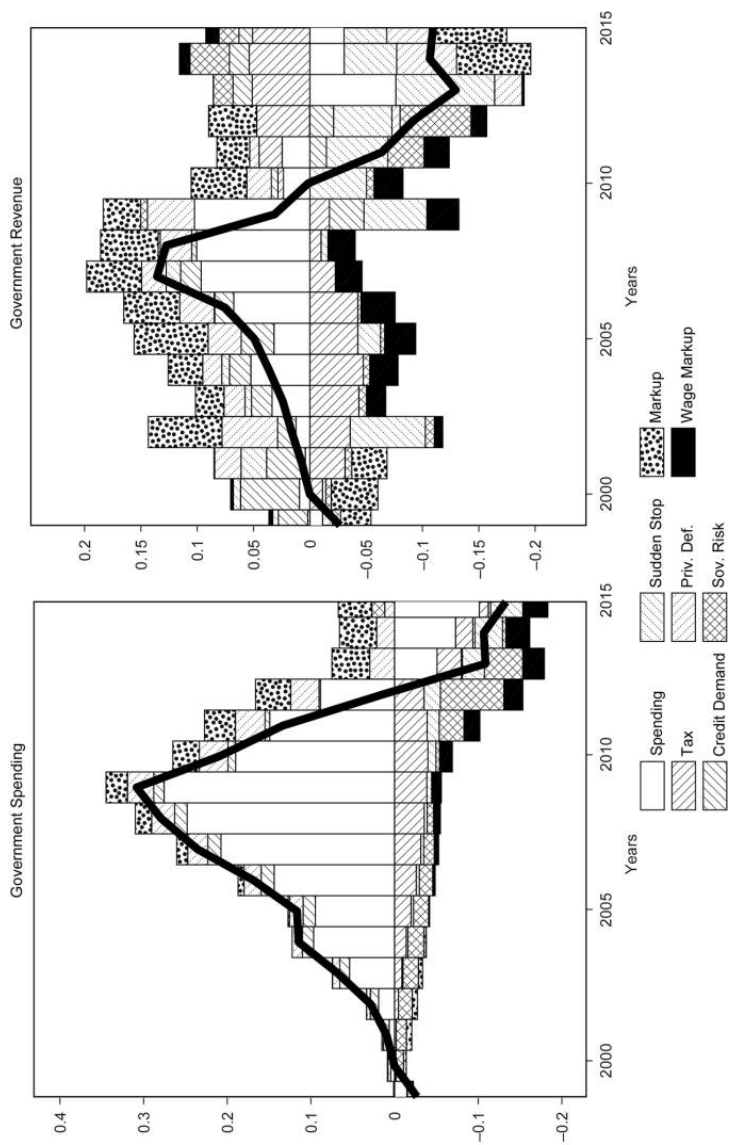 Government Spending
0.4
0.3
0.2
0.1
0
−0.1
−0.2
2000
2005
2010
2015
Years
Government Revenue
0.2
0.15
0.1
0.05
0
−0.05
−0.1
−0.15
−0.2
2000
2005
2010
2015
Years
Spending
Sudden Stop
Markup
Tax
Priv. Def.
Wage Markup
Credit Demand
Sov. Risk